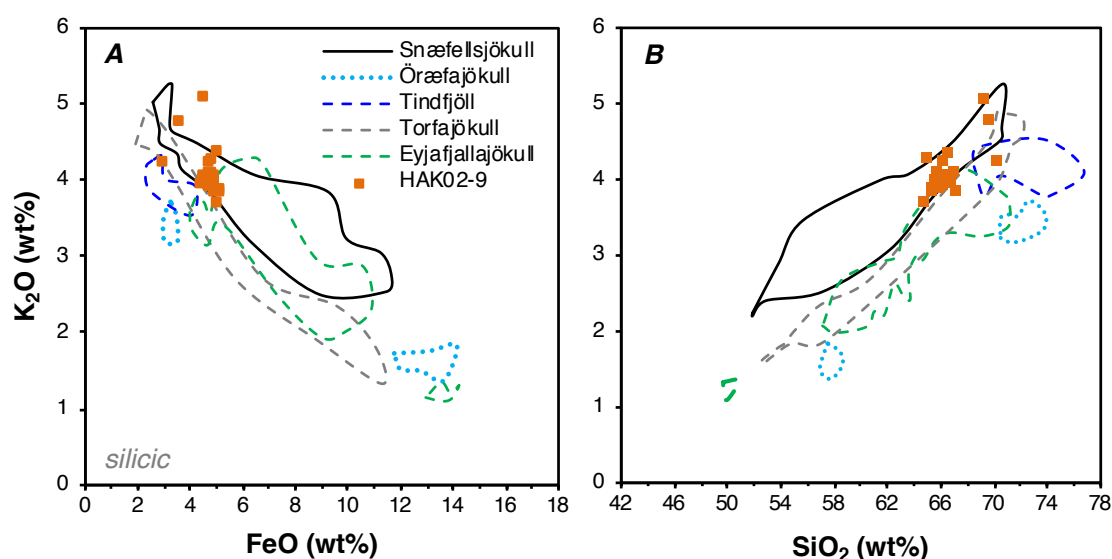 A
Snæfellsjökull
Öræfajökull
Tindfjöll
Torfajökull
Eyjafjallajökull
HAK02-9
silicic
K2O (wt%)
6
5
4
3
2
1
0
0 2 4 6 8 10 12 14 16 18
FeO (wt%)
B
6
5
4
3
2
1
0
42 46 50 54 58 62 66 70 74 78
SiO2 (wt%)